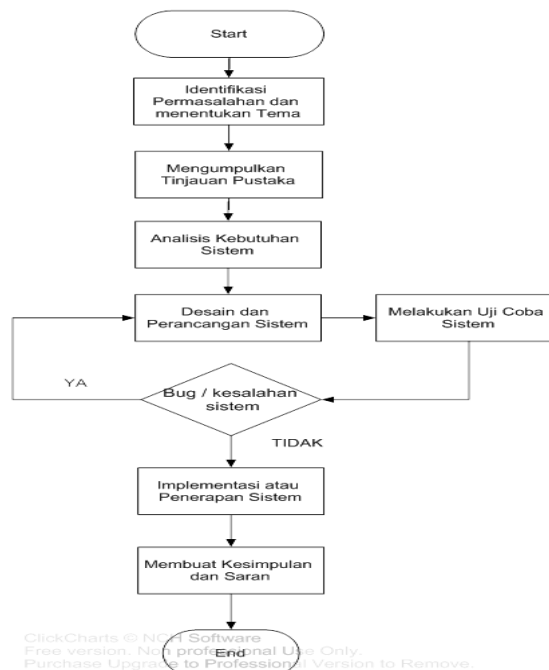 Start
Identifikasi
Permasalahan dan
menentukan Tema
Mengumpulkan
Tinjauan Pustaka
Analisis Kebutuhan
Sistem
Desain dan
Perancangan Sistem
Melakukan Uji Coba
Sistem
YA
Bug / kesalahan
sistem
TIDAK
Implementasi atau
Penerapan Sistem
Membuat Kesimpulan
dan Saran
End
ClickCharts © NCH Software
Free version. Non professional Use Only.
Purchase Upgrade to Professional Version to Remove.